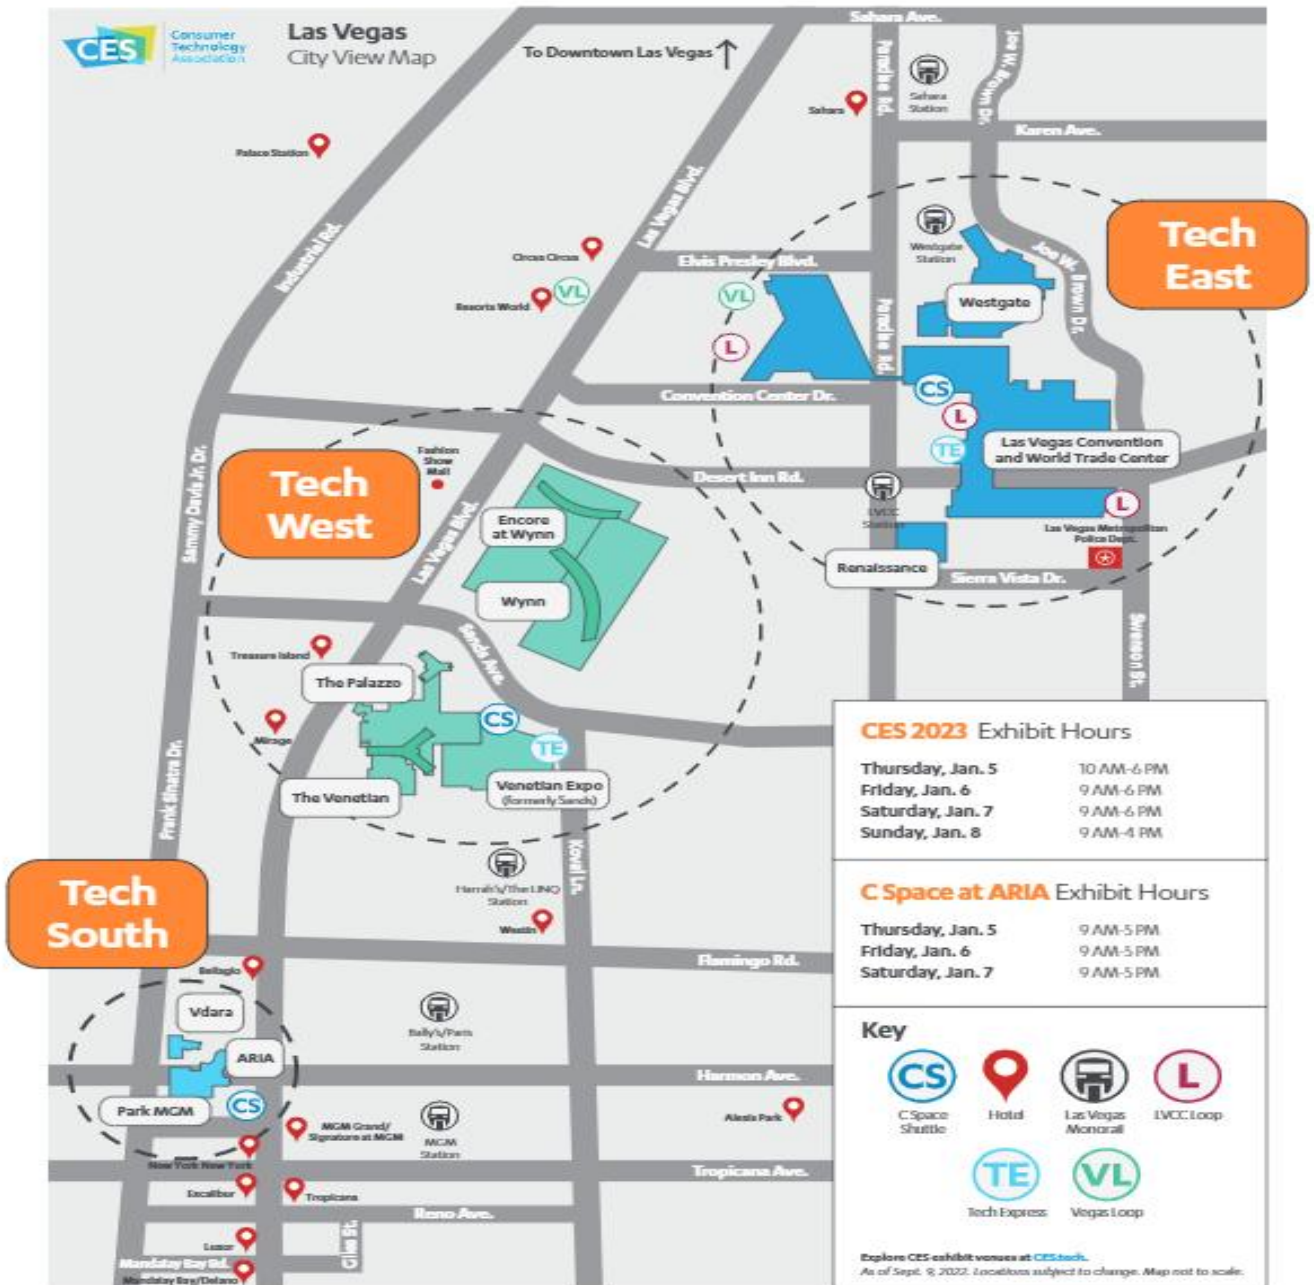 CES
Consumer
Technology
Association
Las Vegas
City View Map
To Downtown Las Vegas
Sahara Ave.
Paradise Rd.
Joe W. Brown Dr.
Sahara
Station
Sahara
Karen Ave.
Palace Station
Industrial Rd.
Las Vegas Blvd.
Tech
East
Westgate
Station
Joe W. Brown Dr.
Circus Circus
Elvis Presley Blvd.
Resorts World
VL
VL
Westgate
Paradise Rd.
L
Convention Center Dr.
CS
L
TE
Las Vegas Convention
and World Trade Center
Fashion
Show
Mall
Tech
West
Desert Inn Rd.
LVCC
Station
L
Las Vegas Metropolitan
Police Dept.
Sammy Davis Jr. Dr.
Las Vegas Blvd.
Encore
at Wynn
Wynn
Renaissance
Sierra Vista Dr.
Swenson St.
Sands Ave.
Treasure Island
The Palazzo
Mirage
CS
TE
The Venetian
Venetian Expo
(formerly Sands)
Frank Sinatra Dr.
Koval Ln.
CES 2023 Exhibit Hours
Thursday, Jan. 5 10 AM-6 PM
Friday, Jan. 6 9 AM-6 PM
Saturday, Jan. 7 9 AM-6 PM
Sunday, Jan. 8 9 AM-4 PM
Tech
South
Harrah's/The LINQ
Station
Westin
C Space at ARIA Exhibit Hours
Thursday, Jan. 5 9 AM-5 PM
Friday, Jan. 6 9 AM-5 PM
Saturday, Jan. 7 9 AM-5 PM
Flamingo Rd.
Bellagio
Vdara
Bally's/Paris
Station
ARIA
Harmon Ave.
Park MGM
CS
MGM Grand/
Signature at MGM
MGM
Station
Alexis Park
New York New York
Tropicana Ave.
Excalibur
Tropicana
Reno Ave.
Luxor
Giles St.
Mandalay Bay Rd.
Mandalay Bay/Delano
Key
CS
C Space
Shuttle
Hotel
Las Vegas
Monorail
L
LVCC Loop
TE
Tech Express
VL
Vegas Loop
Explore CES exhibit venues at CES.tech.
As of Sept. 9, 2022. Locations subject to change. Map not to scale.